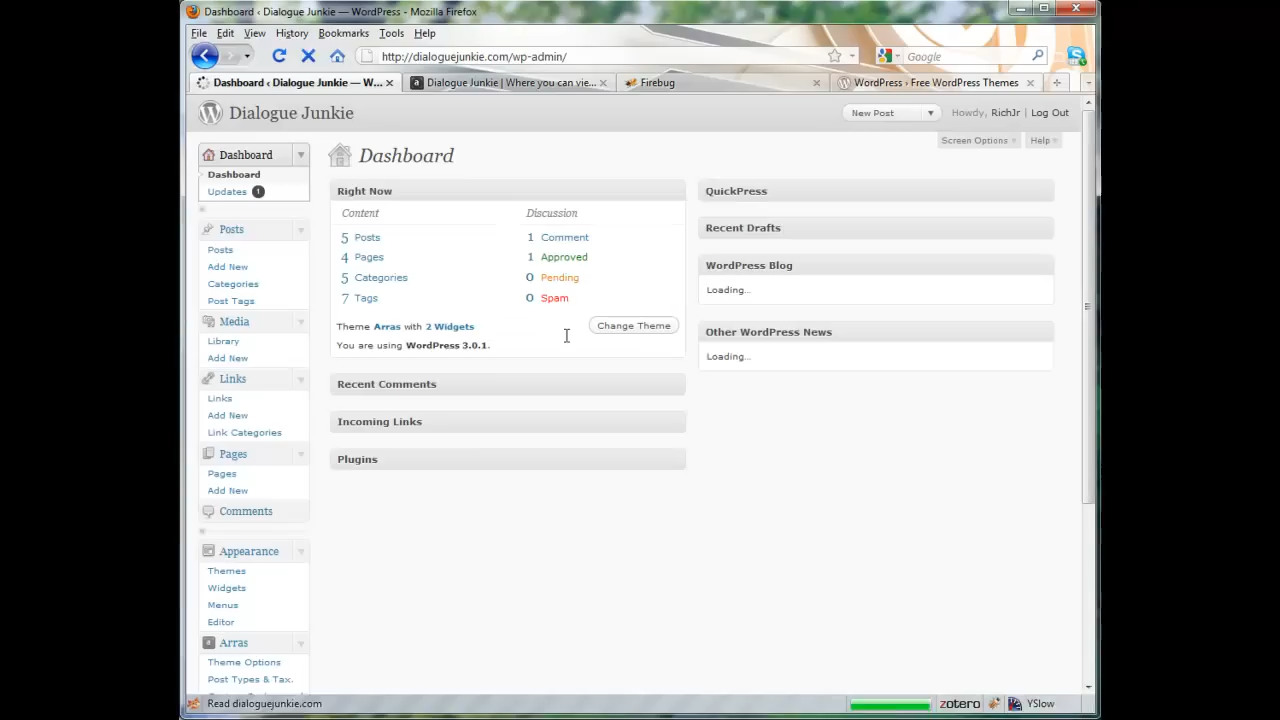 Dashboard ‹ Dialogue Junkie — WordPress - Mozilla Firefox
File Edit View History Bookmarks Tools Help
http://dialoguejunkie.com/wp-admin/
Google
Dashboard ‹ Dialogue Junkie — W...
Dialogue Junkie | Where you can vie...
Firebug
WordPress › Free WordPress Themes
Dialogue Junkie
New Post
Howdy, RichJr | Log Out
Screen Options
Help
Dashboard
Dashboard
Updates 1
Posts
Posts
Add New
Categories
Post Tags
Media
Library
Add New
Links
Links
Add New
Link Categories
Pages
Pages
Add New
Comments
Appearance
Themes
Widgets
Menus
Editor
Arras
Theme Options
Post Types & Tax.
Dashboard
Right Now
Content
5 Posts
4 Pages
5 Categories
7 Tags
Discussion
1 Comment
1 Approved
0 Pending
0 Spam
Theme Arras with 2 Widgets
Change Theme
You are using WordPress 3.0.1.
Recent Comments
Incoming Links
Plugins
QuickPress
Recent Drafts
WordPress Blog
Loading...
Other WordPress News
Loading...
Read dialoguejunkie.com
zotero
YSlow